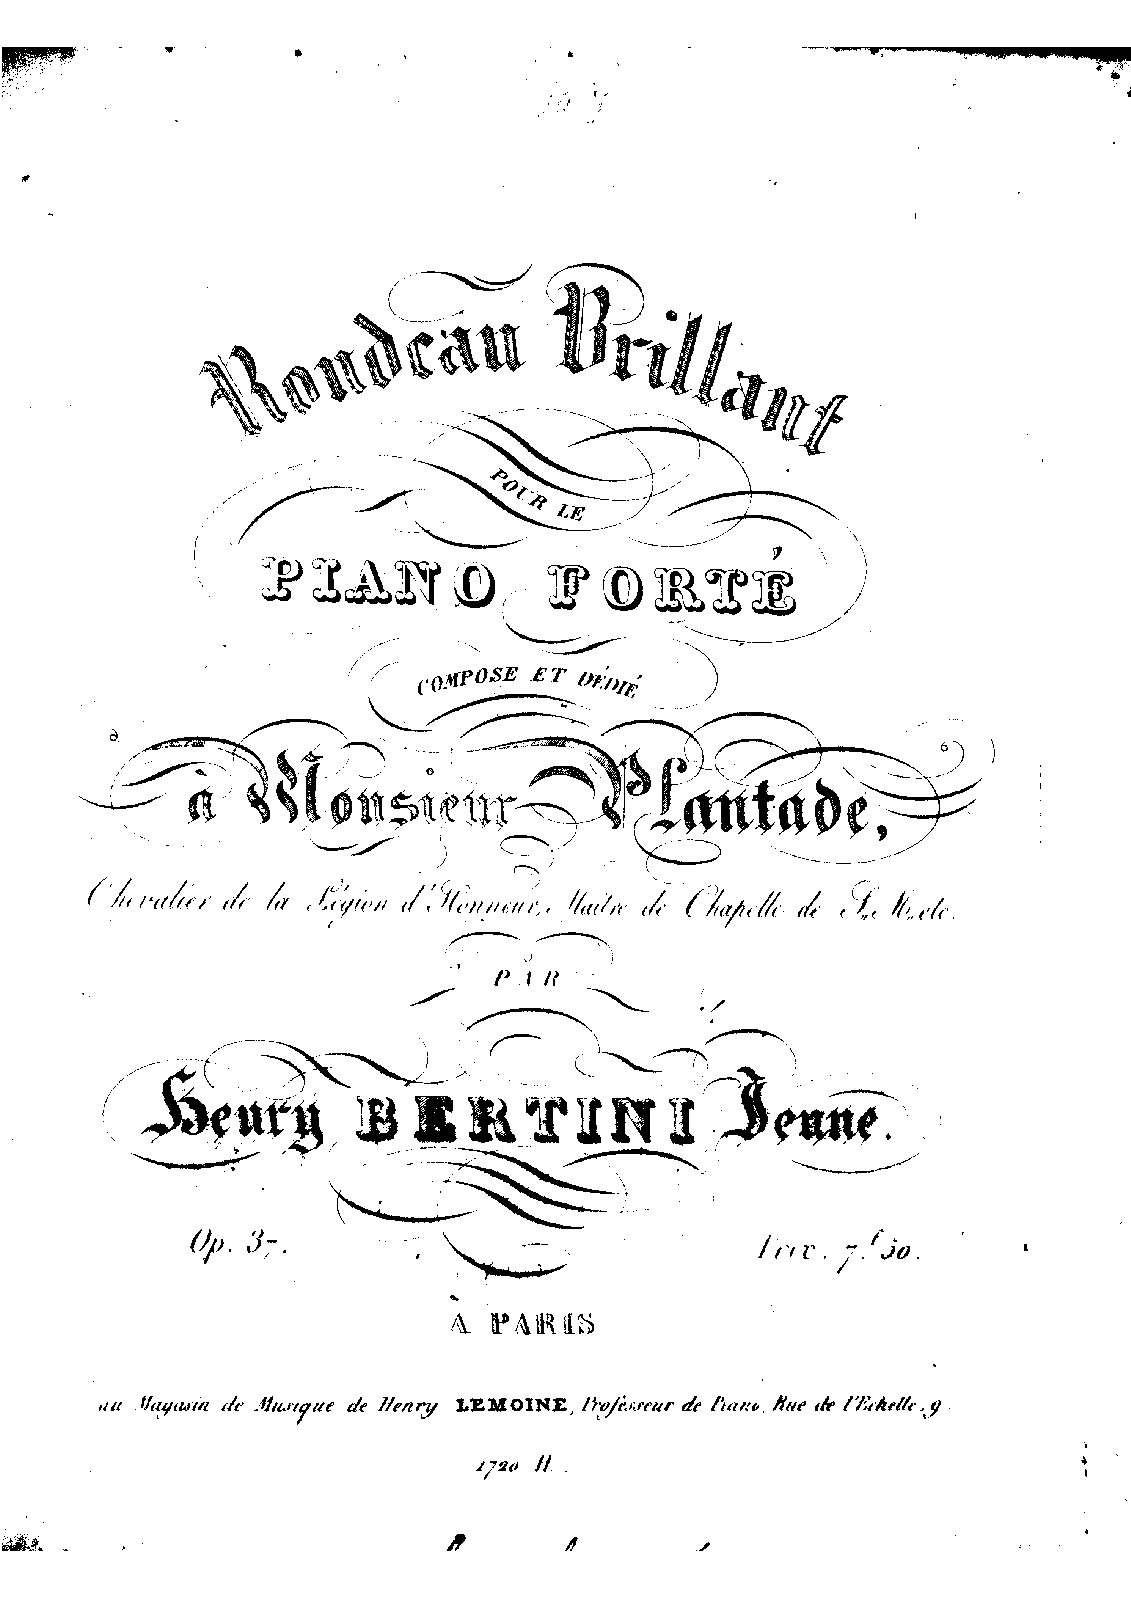 Rondeau Brillant
POUR LE
PIANO FORTÉ
COMPOSE ET DÉDIÉ
à Monsieur Plantade,
Chevalier de la Légion d'Honneur, Maître de Chapelle de S. M. etc.
PAR
Henry BERTINI Jeune.
Op. 37.
Prix. 7.f 50.
À PARIS
au Magasin de Musique de Henry LEMOINE, Professeur de Piano, Rue de l'Echelle, 9
1720 H.